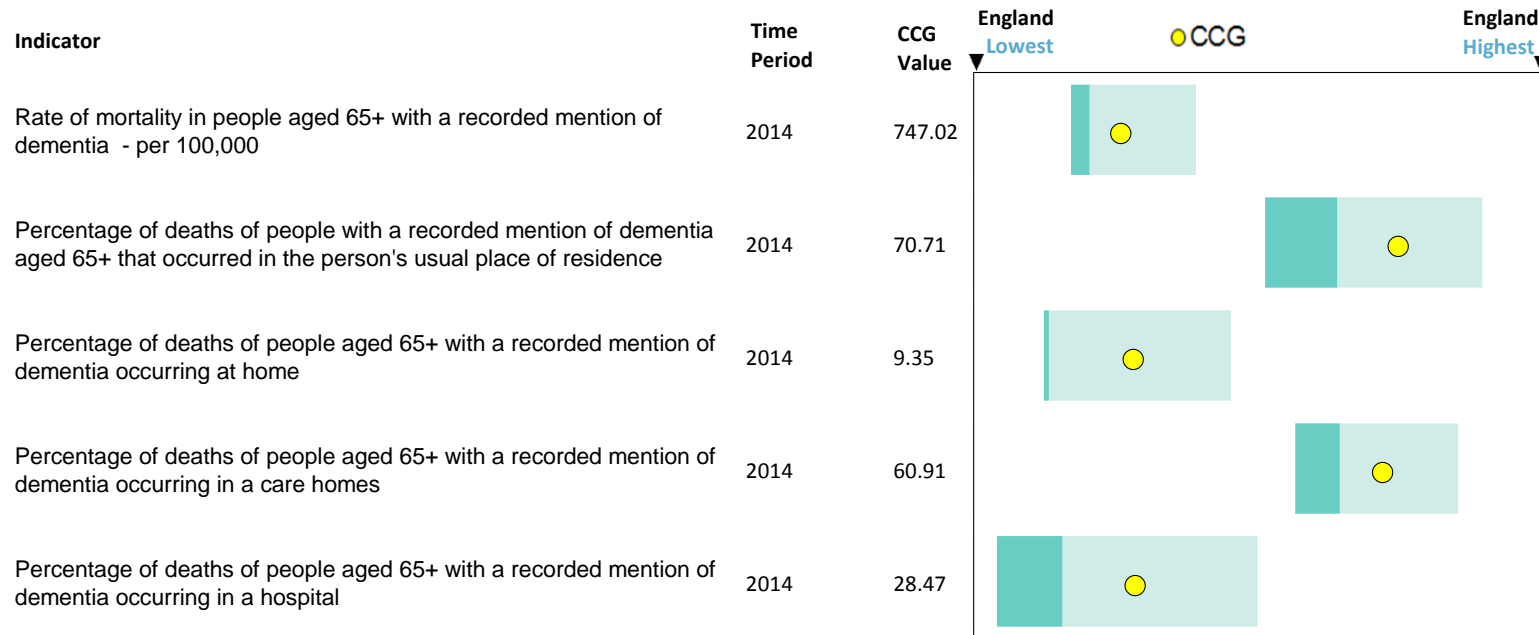 Indicator
Time
Period
CCG
Value
England
Lowest
CCG
England
Highest
Rate of mortality in people aged 65+ with a recorded mention of
dementia  - per 100,000
2014
747.02
Percentage of deaths of people with a recorded mention of dementia
aged 65+ that occurred in the person's usual place of residence
2014
70.71
Percentage of deaths of people aged 65+ with a recorded mention of
dementia occurring at home
2014
9.35
Percentage of deaths of people aged 65+ with a recorded mention of
dementia occurring in a care homes
2014
60.91
Percentage of deaths of people aged 65+ with a recorded mention of
dementia occurring in a hospital
2014
28.47